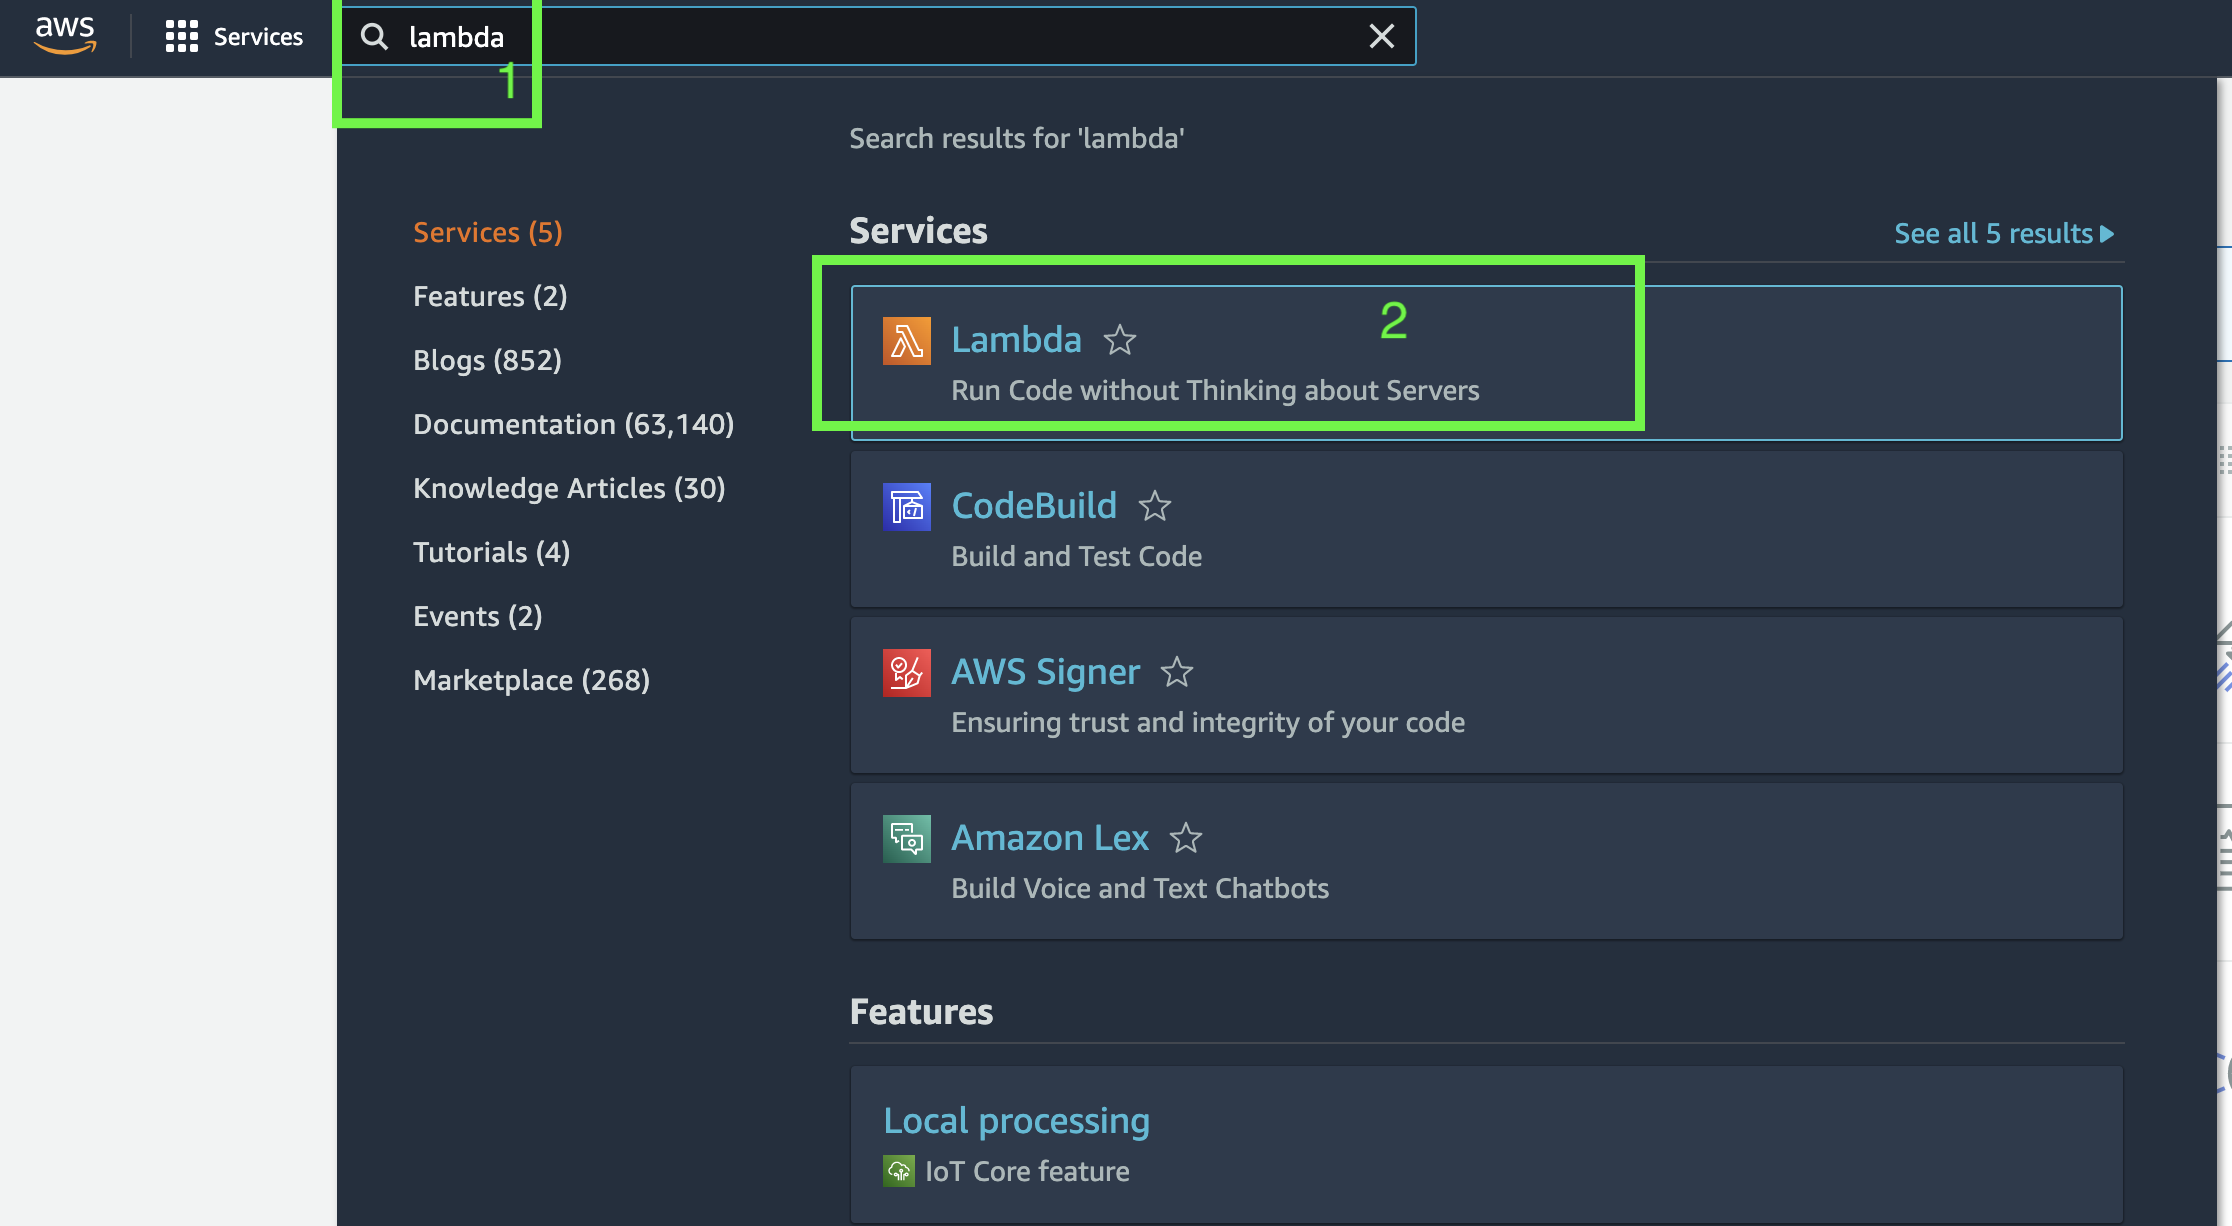 aws
Services
lambda
1
Search results for 'lambda'
Services (5)
Features (2)
Blogs (852)
Documentation (63,140)
Knowledge Articles (30)
Tutorials (4)
Events (2)
Marketplace (268)
Services
See all 5 results
Lambda
2
Run Code without Thinking about Servers
CodeBuild
Build and Test Code
AWS Signer
Ensuring trust and integrity of your code
Amazon Lex
Build Voice and Text Chatbots
Features
Local processing
IoT Core feature